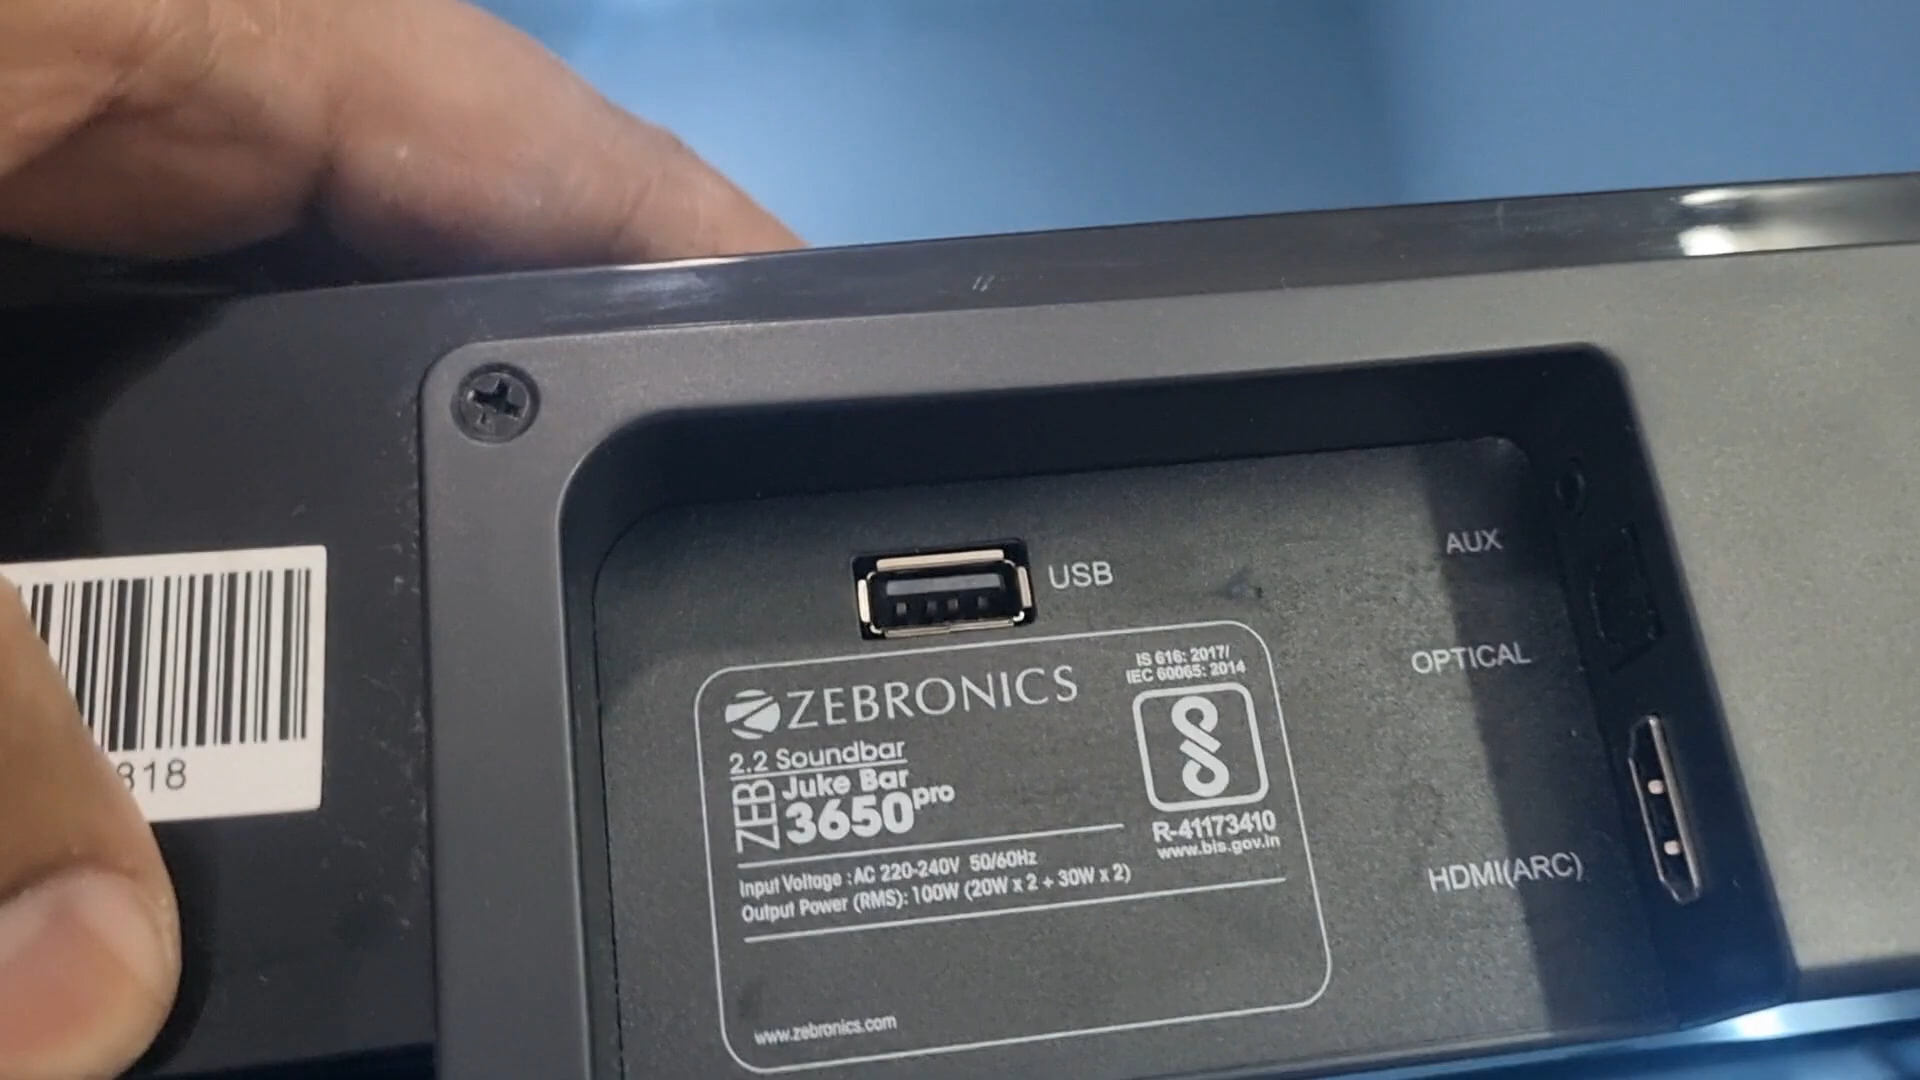 USB
AUX
OPTICAL
HDMI(ARC)
ZEBRONICS
2.2 Soundbar
ZEB
Juke Bar
3650pro
IS 616: 2017/
IEC 60065: 2014
R-41173410
www.bis.gov.in
Input Voltage : AC 220-240V 50/60Hz
Output Power (RMS): 100W (20W x 2 + 30W x 2)
www.zebronics.com
818